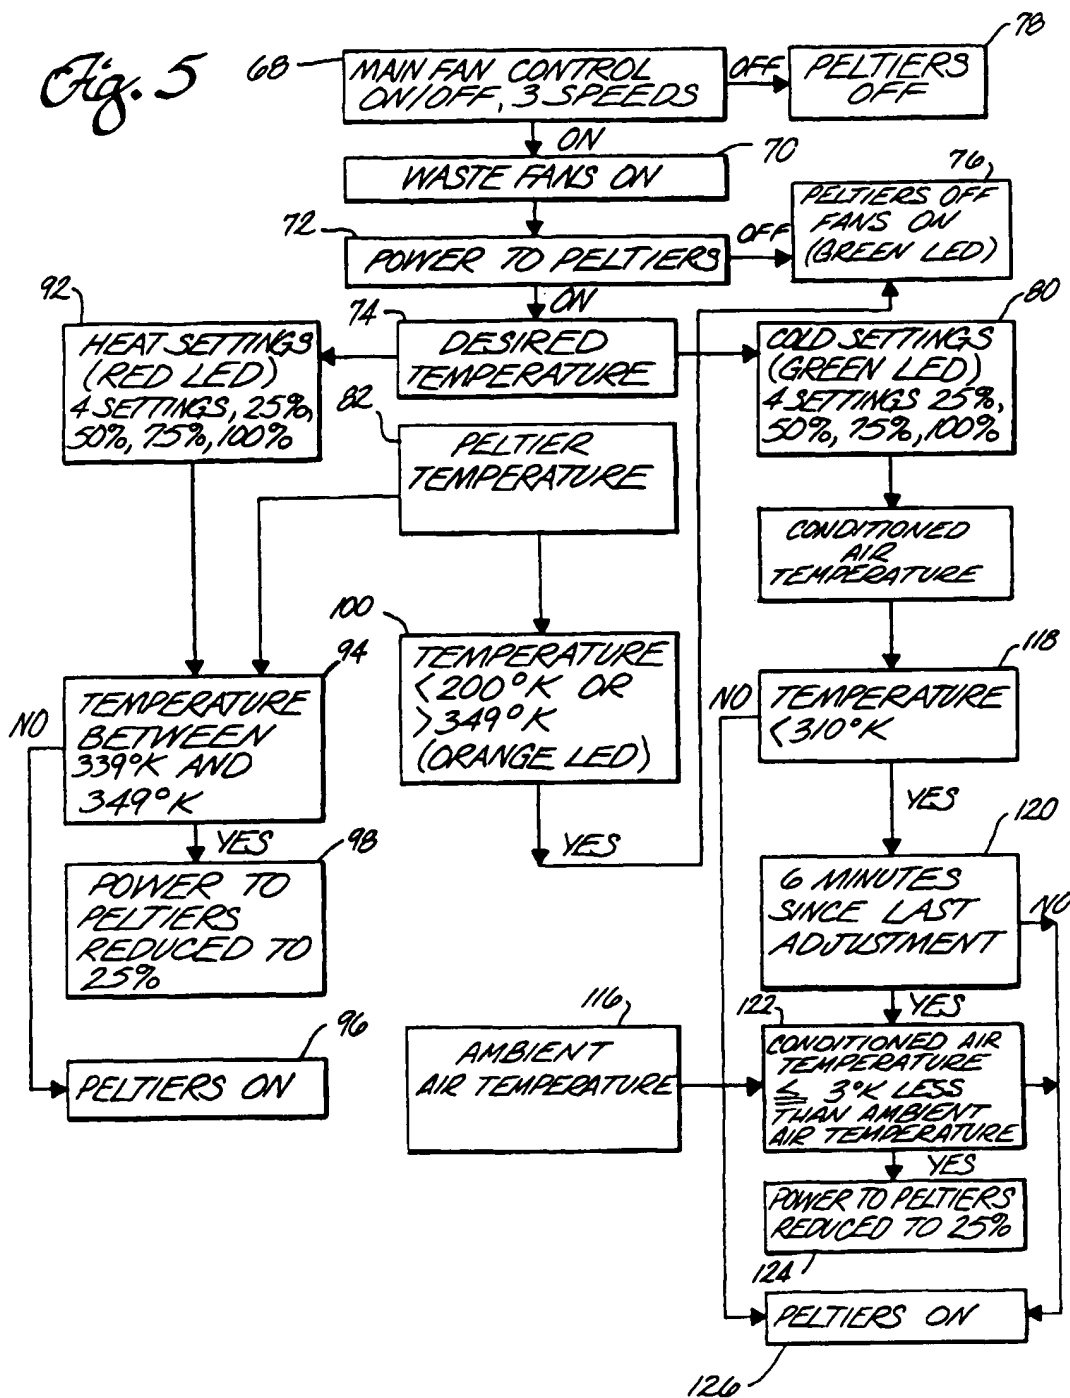 Fig. 5
68
MAIN FAN CONTROL
ON/OFF, 3 SPEEDS
OFF
78
PELTIERS
OFF
ON
70
WASTE FANS ON
72
POWER TO PELTIERS
OFF
76
PELTIERS OFF
FANS ON
(GREEN LED)
ON
92
HEAT SETTINGS
(RED LED)
4 SETTINGS, 25%,
50%, 75%, 100%
74
DESIRED
TEMPERATURE
80
COLD SETTINGS
(GREEN LED)
4 SETTINGS 25%,
50%, 75%, 100%
82
PELTIER
TEMPERATURE
CONDITIONED
AIR
TEMPERATURE
100
TEMPERATURE
<200°K OR
>349°K
(ORANGE LED)
YES
94
TEMPERATURE
BETWEEN
339°K AND
349°K
NO
YES
118
TEMPERATURE
<310°K
NO
YES
98
POWER TO
PELTIERS
REDUCED TO
25%
120
6 MINUTES
SINCE LAST
ADJUSTMENT
NO
YES
96
PELTIERS ON
116
AMBIENT
AIR TEMPERATURE
122
CONDITIONED AIR
TEMPERATURE
≤ 3°K LESS
THAN AMBIENT
AIR TEMPERATURE
YES
POWER TO PELTIERS
REDUCED TO 25%
124
PELTIERS ON
126